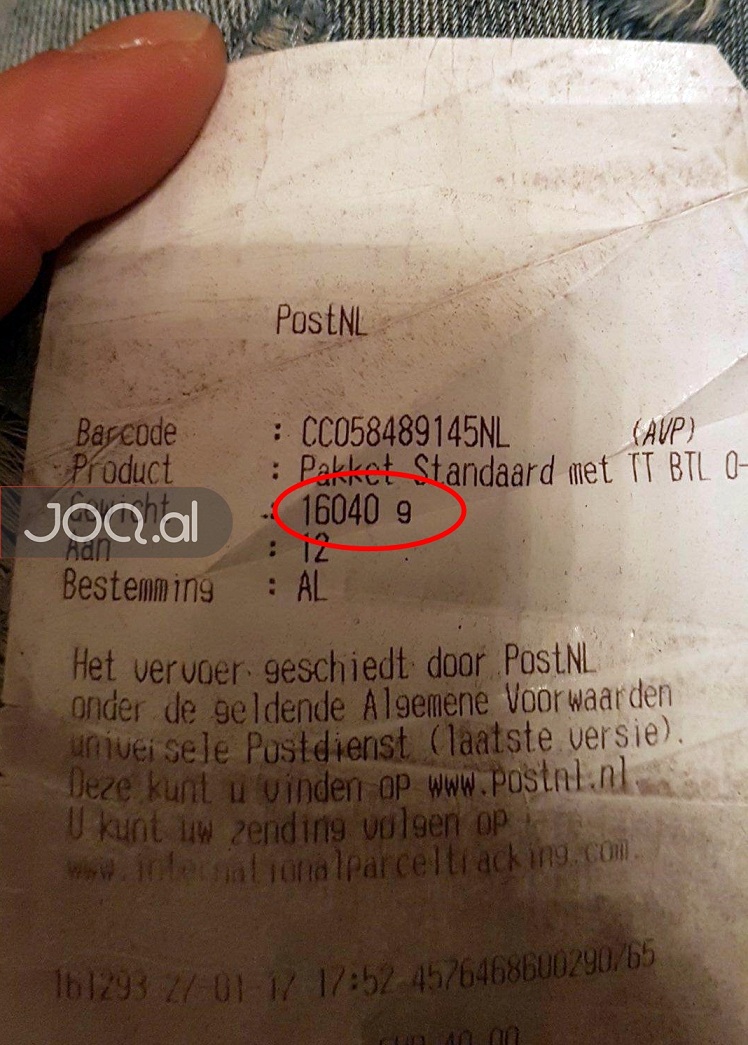 PostNL
Barcode : CC058489145NL (AVP)
Product : Pakket Standaard met TT BTL 0-
Gewicht : 16040 g
JOQ.al
Aan : 12
Bestemming : AL
Het vervoer geschiedt door PostNL
onder de geldende Algemene Voorwaarden
universele Postdienst (laatste versie).
Deze kunt u vinden op www.postnl.nl.
U kunt uw zending volgen op
www.internationalparceltracking.com.
161293 27 01 17 17:52 4576468600290765